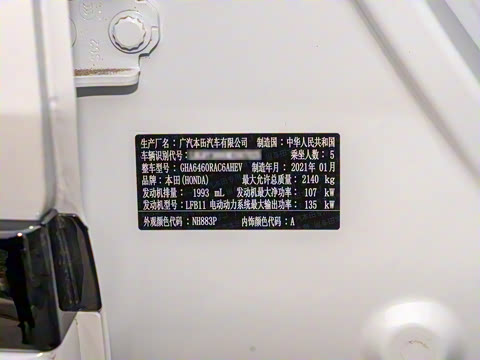 生产厂名：广汽本田汽车有限公司 制造国：中华人民共和国
车辆识别代号： 乘坐人数：5
整车型号：GHA6460RAC6AHEV 制造年月：2021年01月
品牌：本田(HONDA) 最大允许总质量：2140 kg
发动机排量：1993 mL 发动机最大净功率：107 kW
发动机型号：LFB11 电动动力系统最大输出功率：135 kW
外观颜色代码：NH883P 内饰颜色代码：A